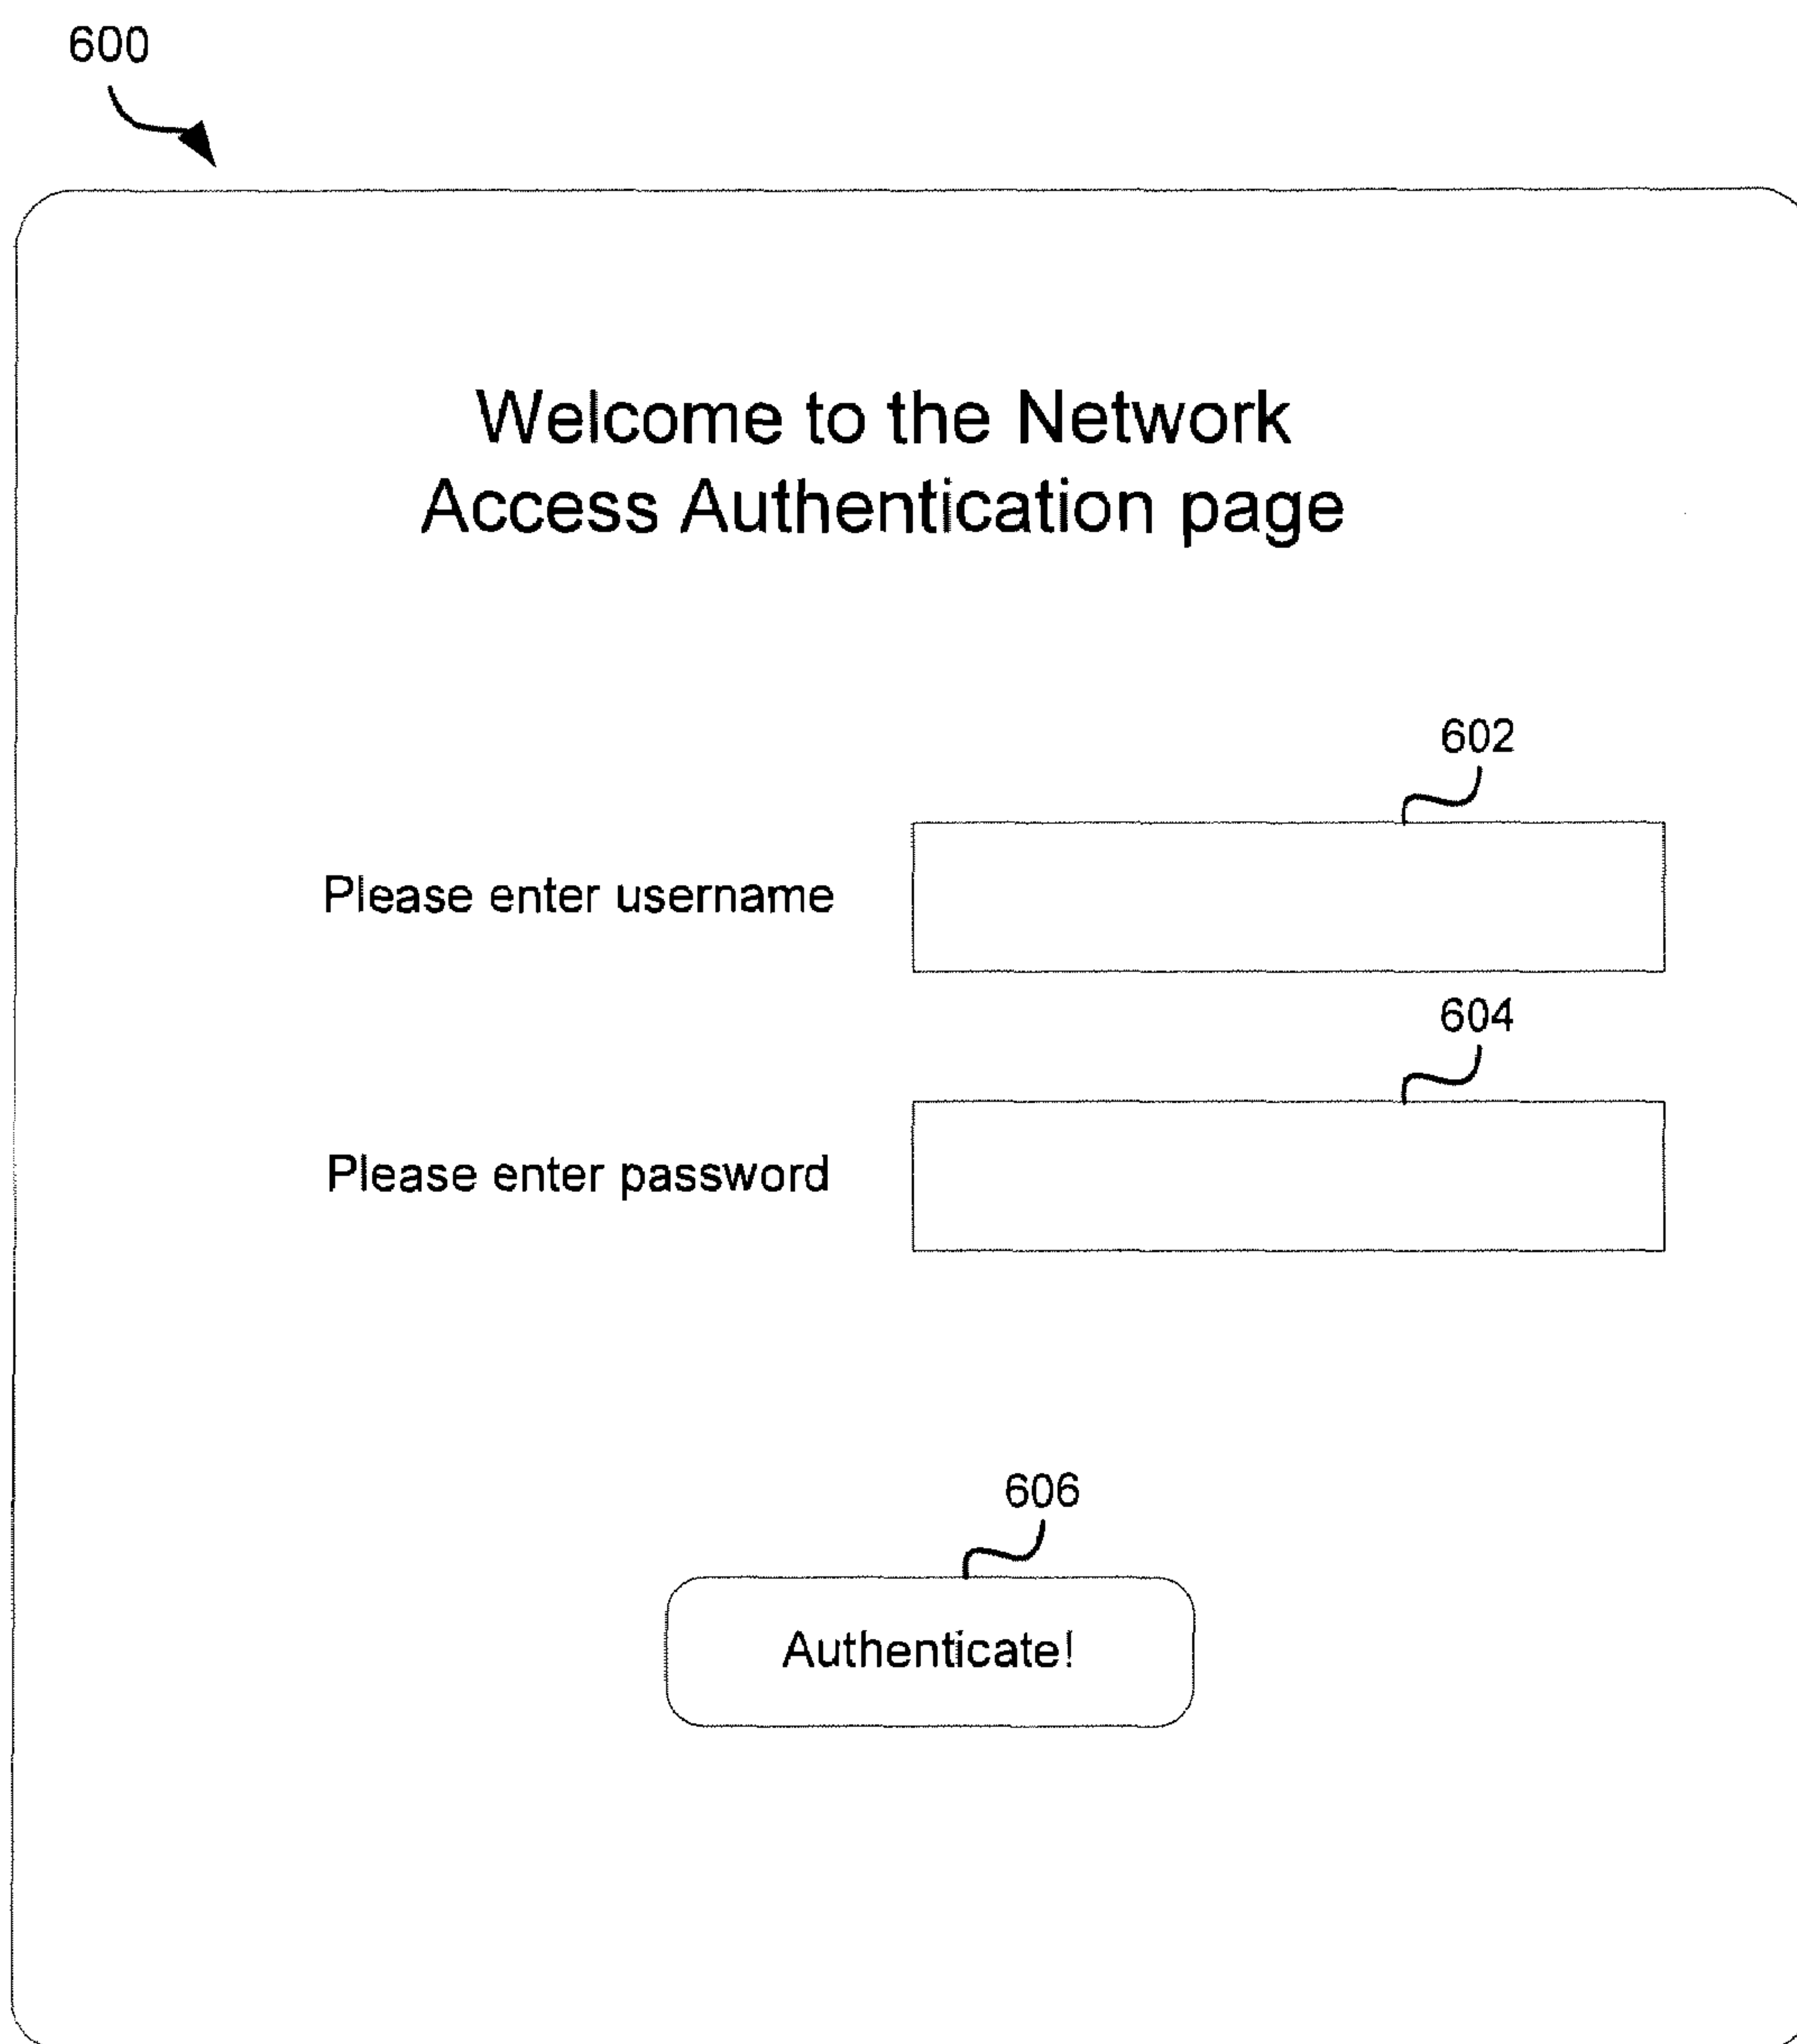 600
Welcome to the Network
Access Authentication page
602
Please enter username
604
Please enter password
606
Authenticate!